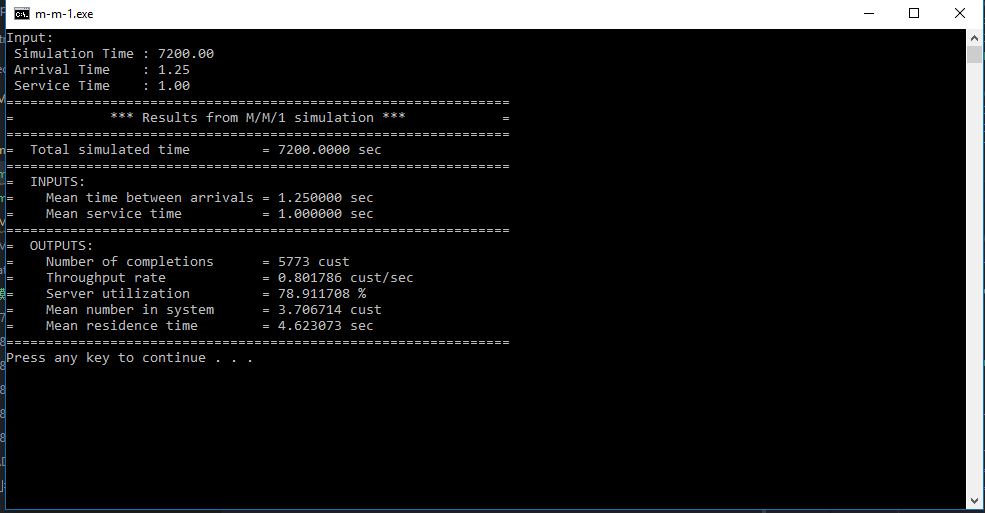 m-m-1.exe
Input:
Simulation Time : 7200.00
Arrival Time    : 1.25
Service Time    : 1.00
===============================================================
=            *** Results from M/M/1 simulation ***            =
===============================================================
=  Total simulated time         = 7200.0000 sec
===============================================================
=  INPUTS:
=    Mean time between arrivals = 1.250000 sec
=    Mean service time          = 1.000000 sec
===============================================================
=  OUTPUTS:
=    Number of completions      = 5773 cust
=    Throughput rate            = 0.801786 cust/sec
=    Server utilization         = 78.911708 %
=    Mean number in system      = 3.706714 cust
=    Mean residence time        = 4.623073 sec
===============================================================
Press any key to continue . . .